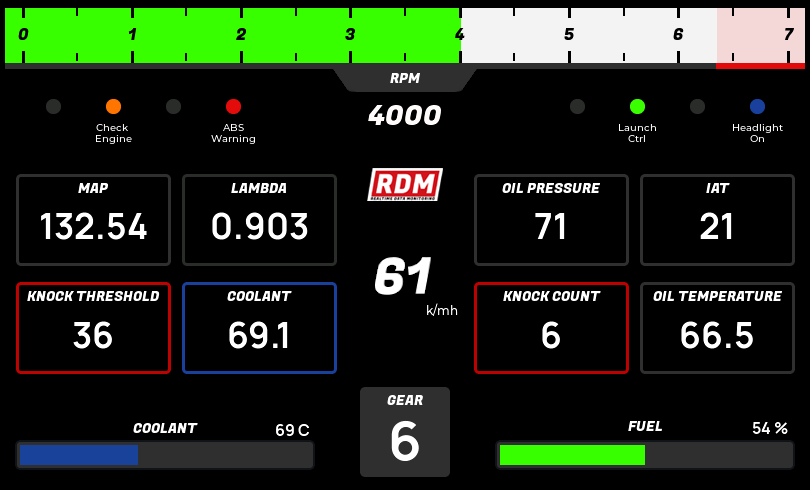 0 1 2 3 4 5 6 7
RPM
4000
Check
Engine
ABS
Warning
Launch
Ctrl
Headlight
On
MAP
132.54
LAMBDA
0.903
RDM
REALTIME DATA MONITORING
OIL PRESSURE
71
IAT
21
61
k/mh
KNOCK THRESHOLD
36
COOLANT
69.1
KNOCK COUNT
6
OIL TEMPERATURE
66.5
GEAR
6
COOLANT 69 C
FUEL 54 %